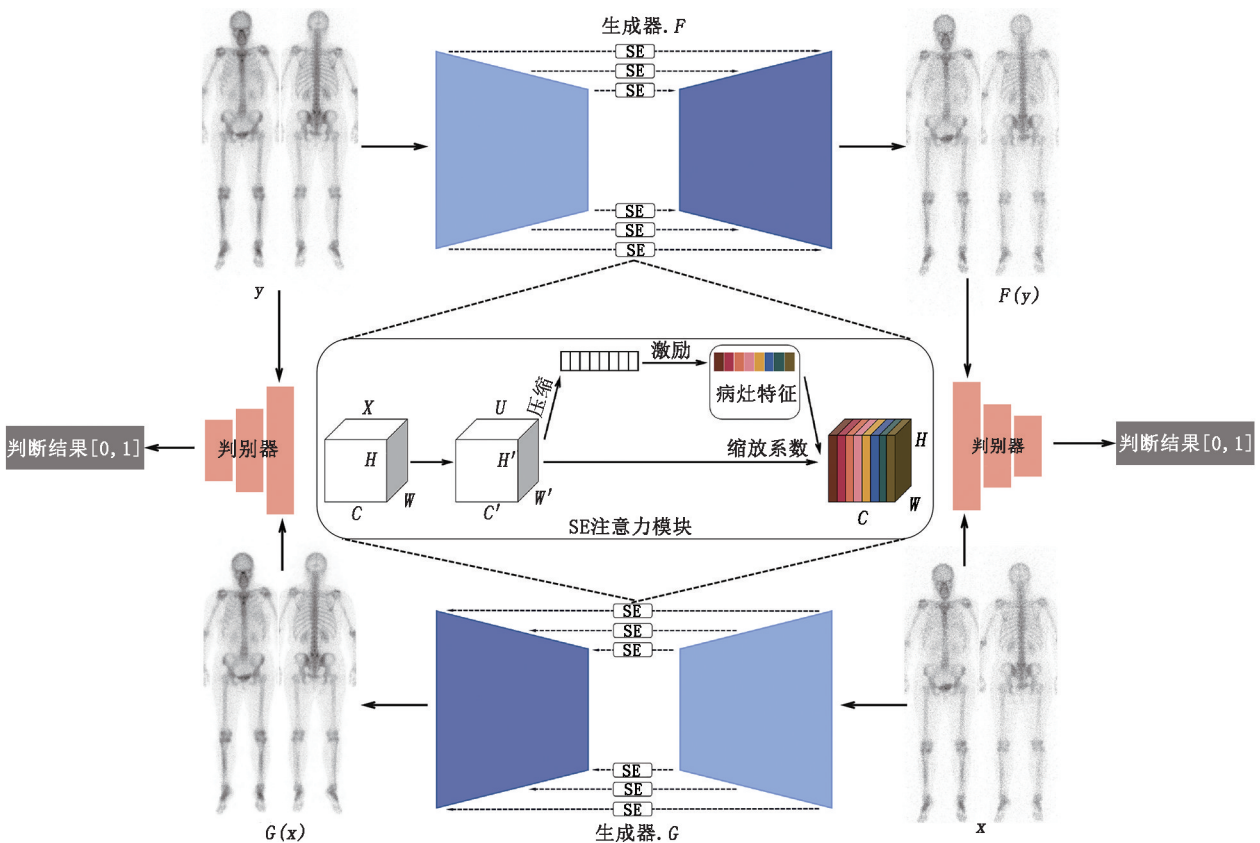 生成器.F
SE
SE
SE
SE
SE
SE
y
F(y)
激励
压缩
病灶特征
X
U
H
H'
缩放系数
H
判别器
判断结果[0,1]
判别器
判断结果[0,1]
W
W'
W
C
C'
C
SE注意力模块
SE
SE
SE
SE
SE
SE
G(x)
生成器.G
x